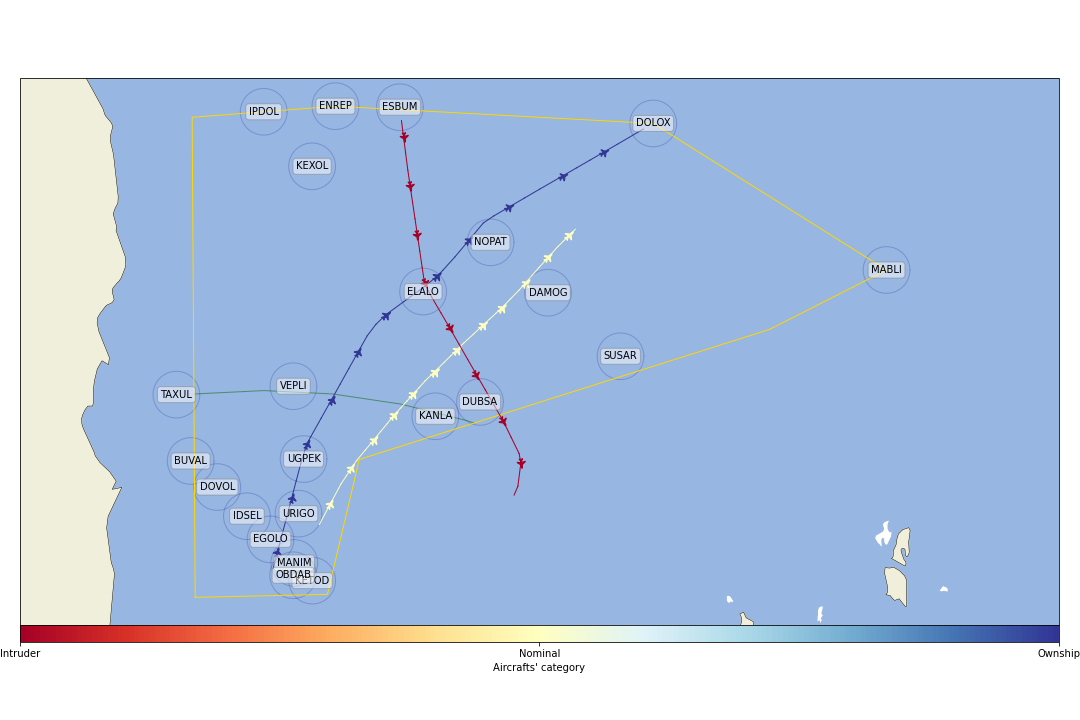 IPDOL
ENREP
ESBUM
DOLOX
KEXOL
NOPAT
MABLI
ELALO
DAMOG
SUSAR
VEPLI
TAXUL
DUBSA
KANLA
BUVAL
UGPEK
DOVOL
IDSEL
URIGO
EGOLO
MANIM
OBDAB
KETOD
Intruder
Nominal
Ownship
Aircrafts' category